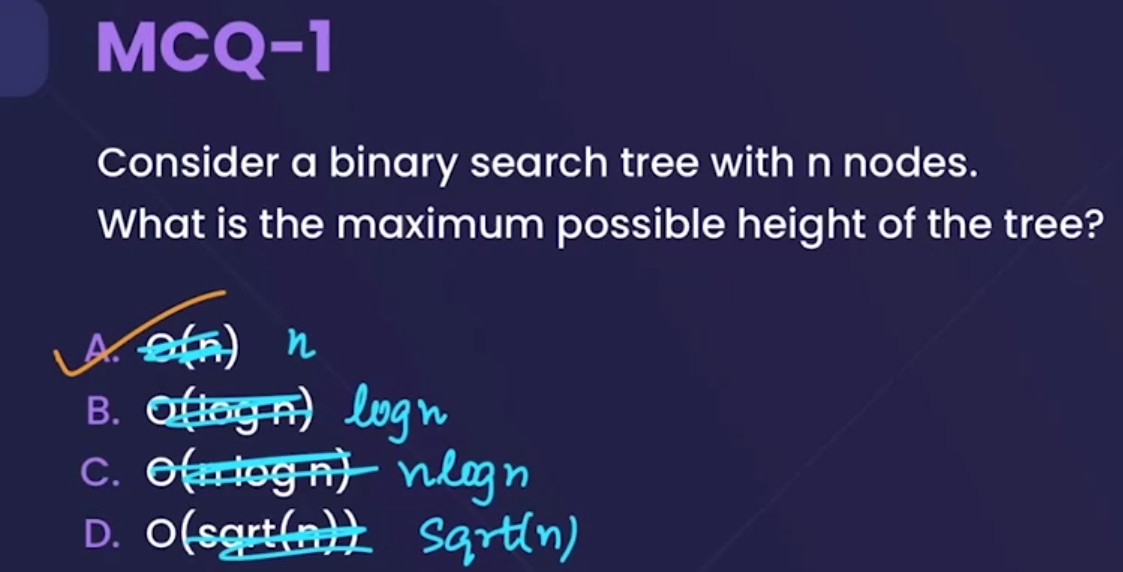 MCQ-1
Consider a binary search tree with n nodes.
What is the maximum possible height of the tree?
A. O(n) n
B. O(log n) logn
C. O(n log n) nlogn
D. O(sqrt(n)) Sqrt(n)